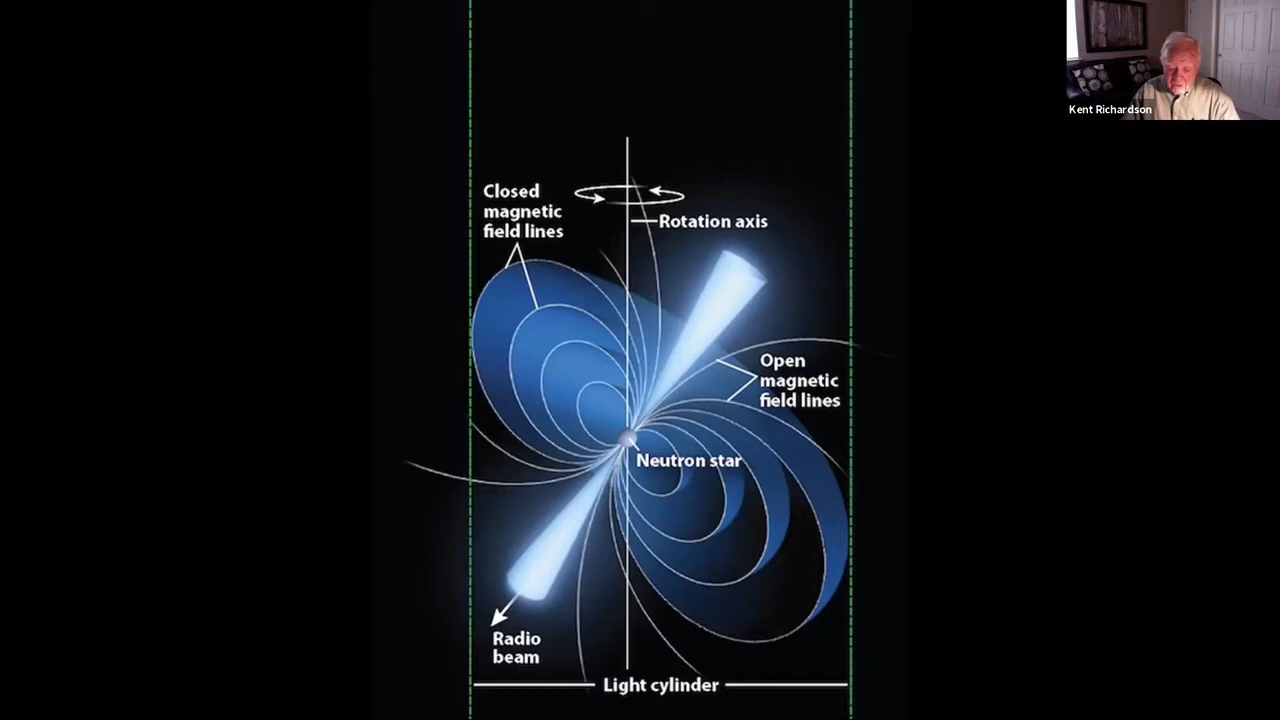 Kent Richardson
Closed
magnetic
field lines
Rotation axis
Open
magnetic
field lines
Neutron star
Radio
beam
Light cylinder